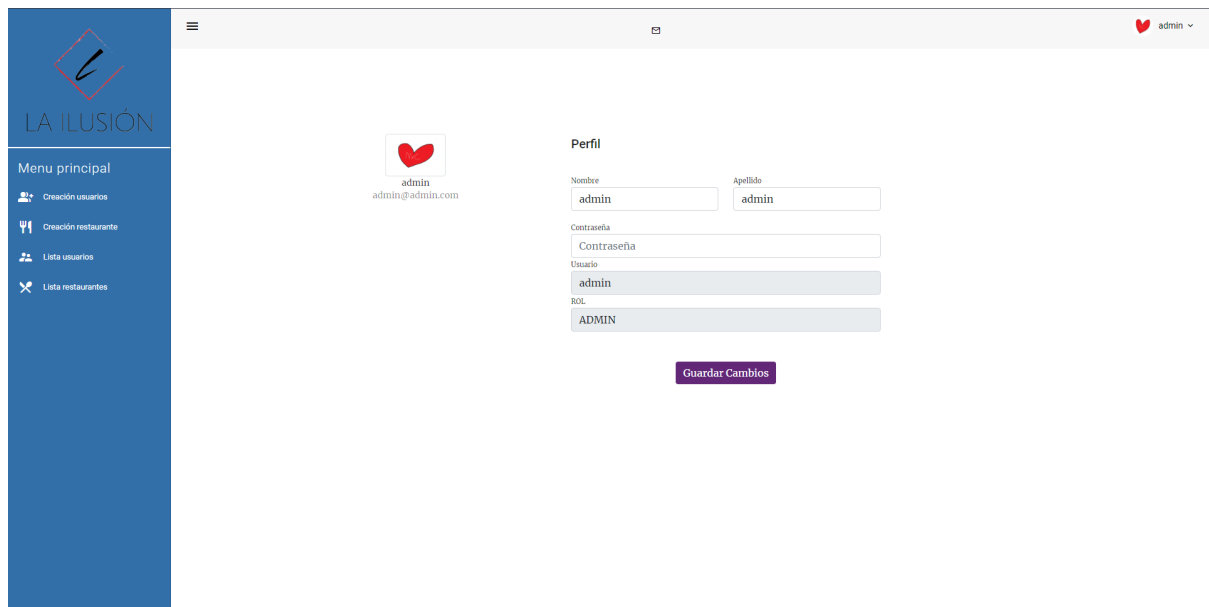 LA ILUSIÓN
Menu principal
Creación usuarios
Creación restaurante
Lista usuarios
Lista restaurantes
admin
admin
admin@admin.com
Perfil
Nombre
Apellido
admin
admin
Contraseña
Contraseña
Usuario
admin
ROL
ADMIN
Guardar Cambios